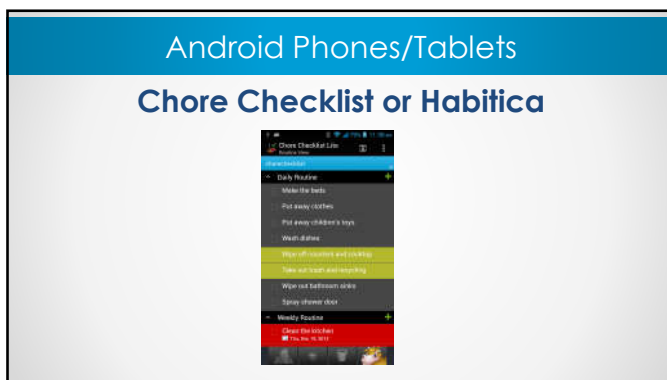 Android Phones/Tablets
Chore Checklist or Habitica
Chore Checklist Lite
Routine View
Daily Routine
Make the beds
Put away clothes
Put away children's toys
Wash dishes
Wipe off counters and cooktop
Take out trash and recycling
Wipe out bathroom sinks
Spray shower door
Weekly Routine
Clean the kitchen